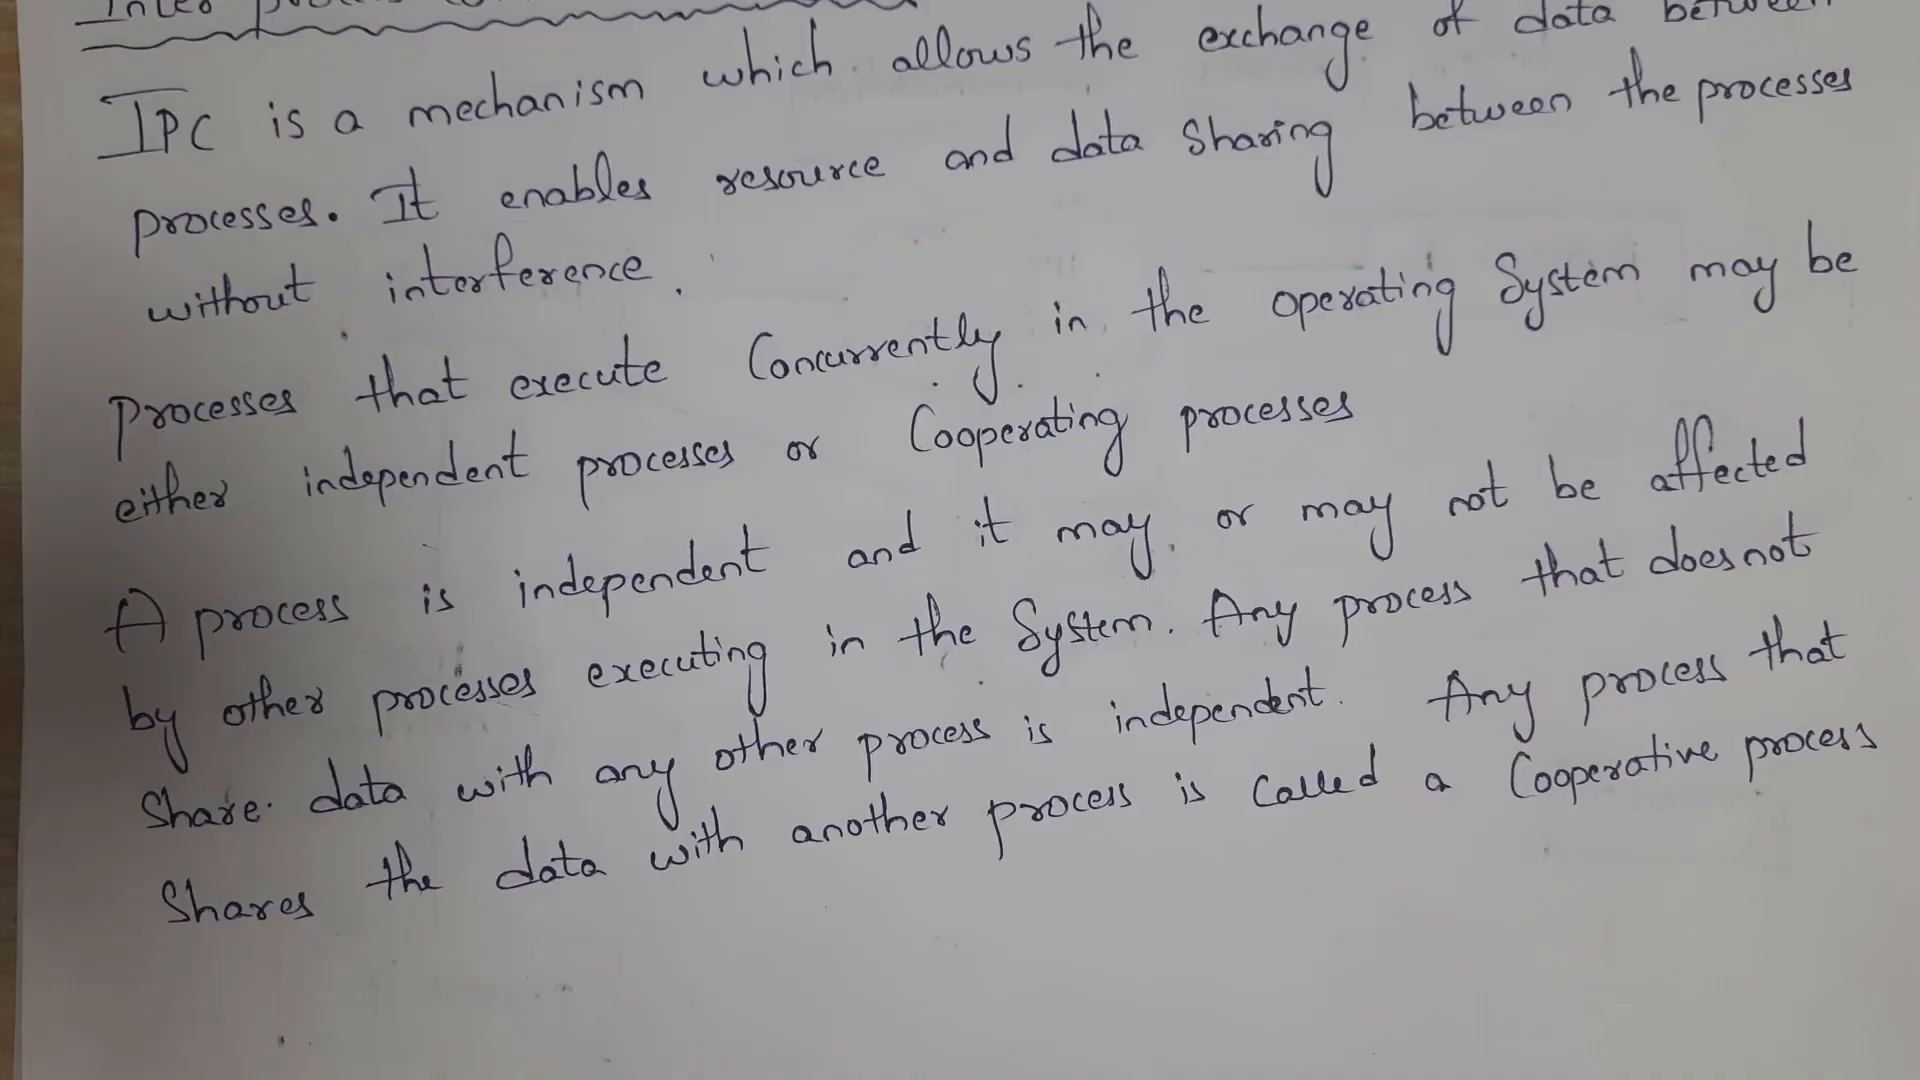 Inter
IPC is a mechanism which allows the exchange of data between
processes. It enables resource and data sharing between the processes
without interference.
Processes that execute Concurrently in the operating System may be
either independent processes or Cooperating processes
A process is independent and it may or may not be affected
by other processes executing in the System. Any process that does not
Share data with any other process is independent. Any process that
Shares the data with another process is called a Cooperative process